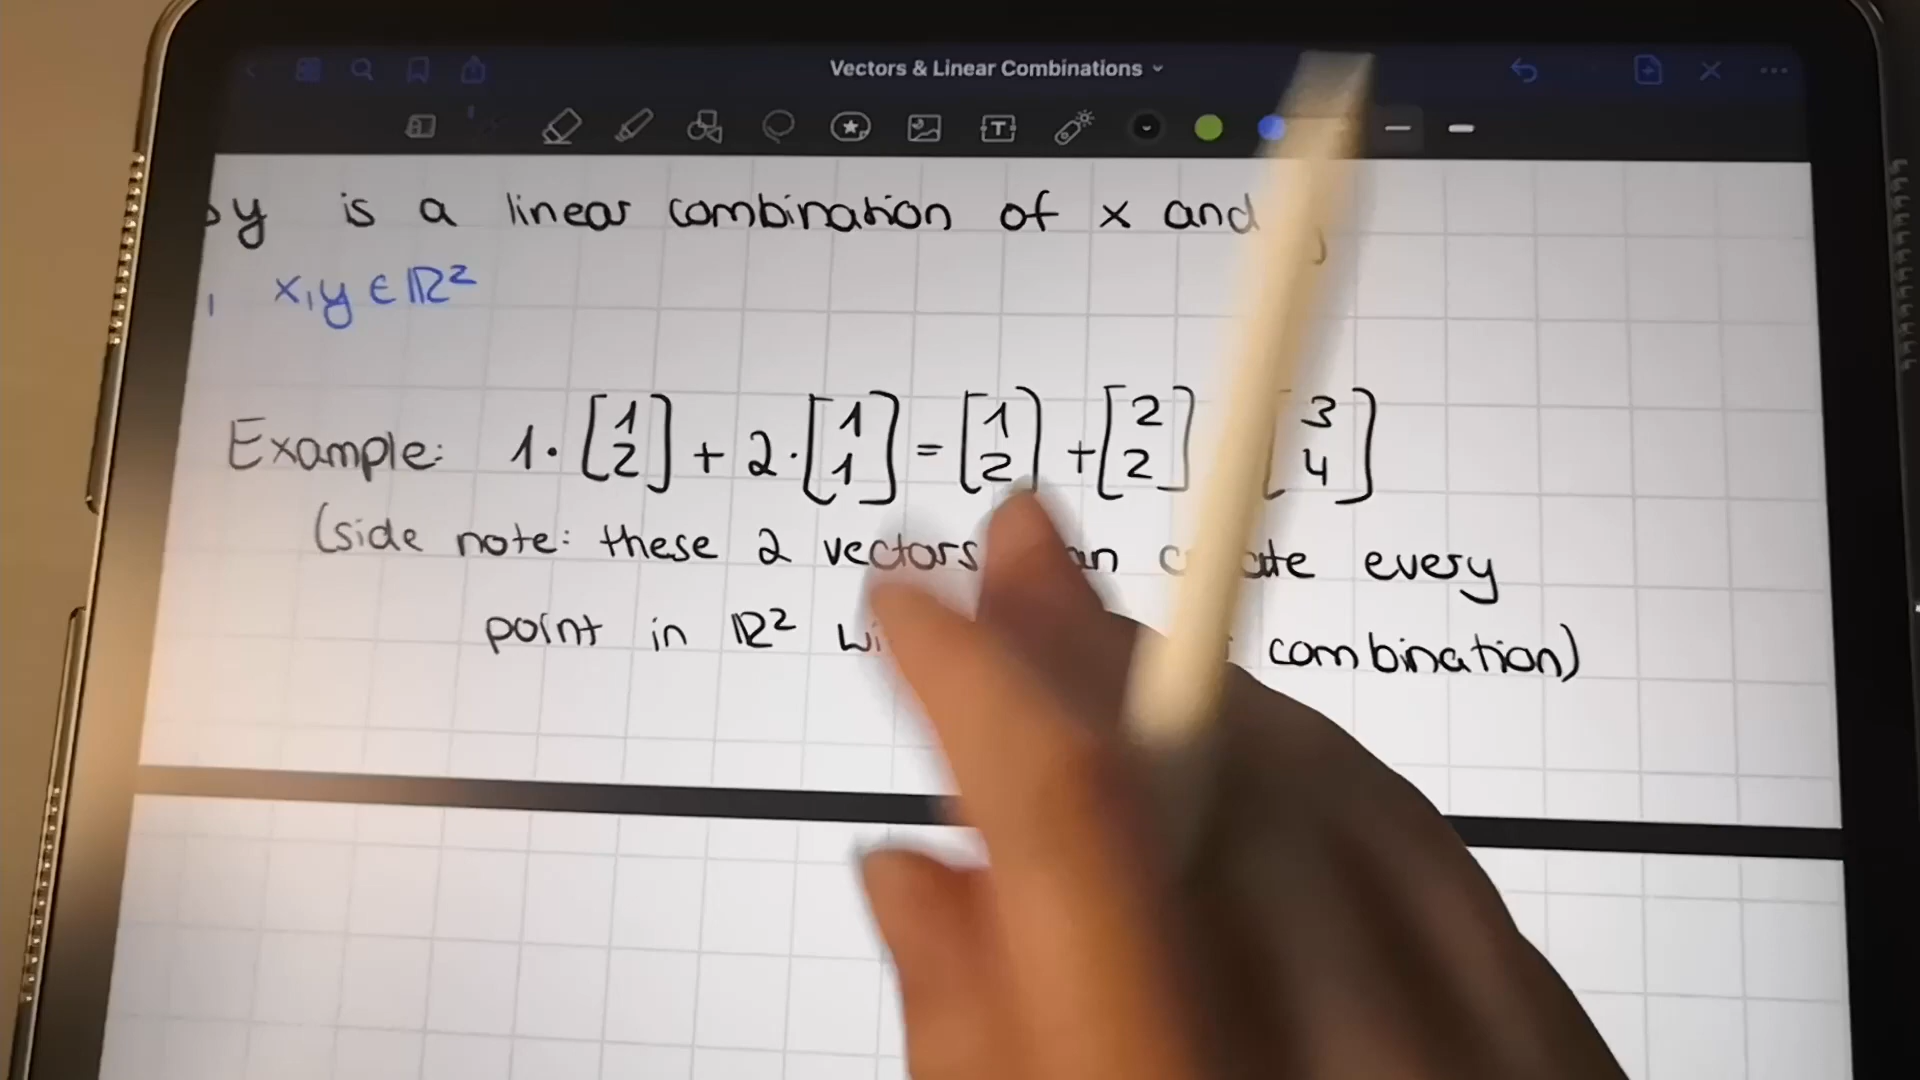 Vectors & Linear Combinations
by is a linear combination of x and
x,y ∈ ℝ²
Example: 1 · [1 2] + 2 · [1 1] = [1 2] + [2 2] [3 4]
(side note: these 2 vectors every
point in ℝ² combination)